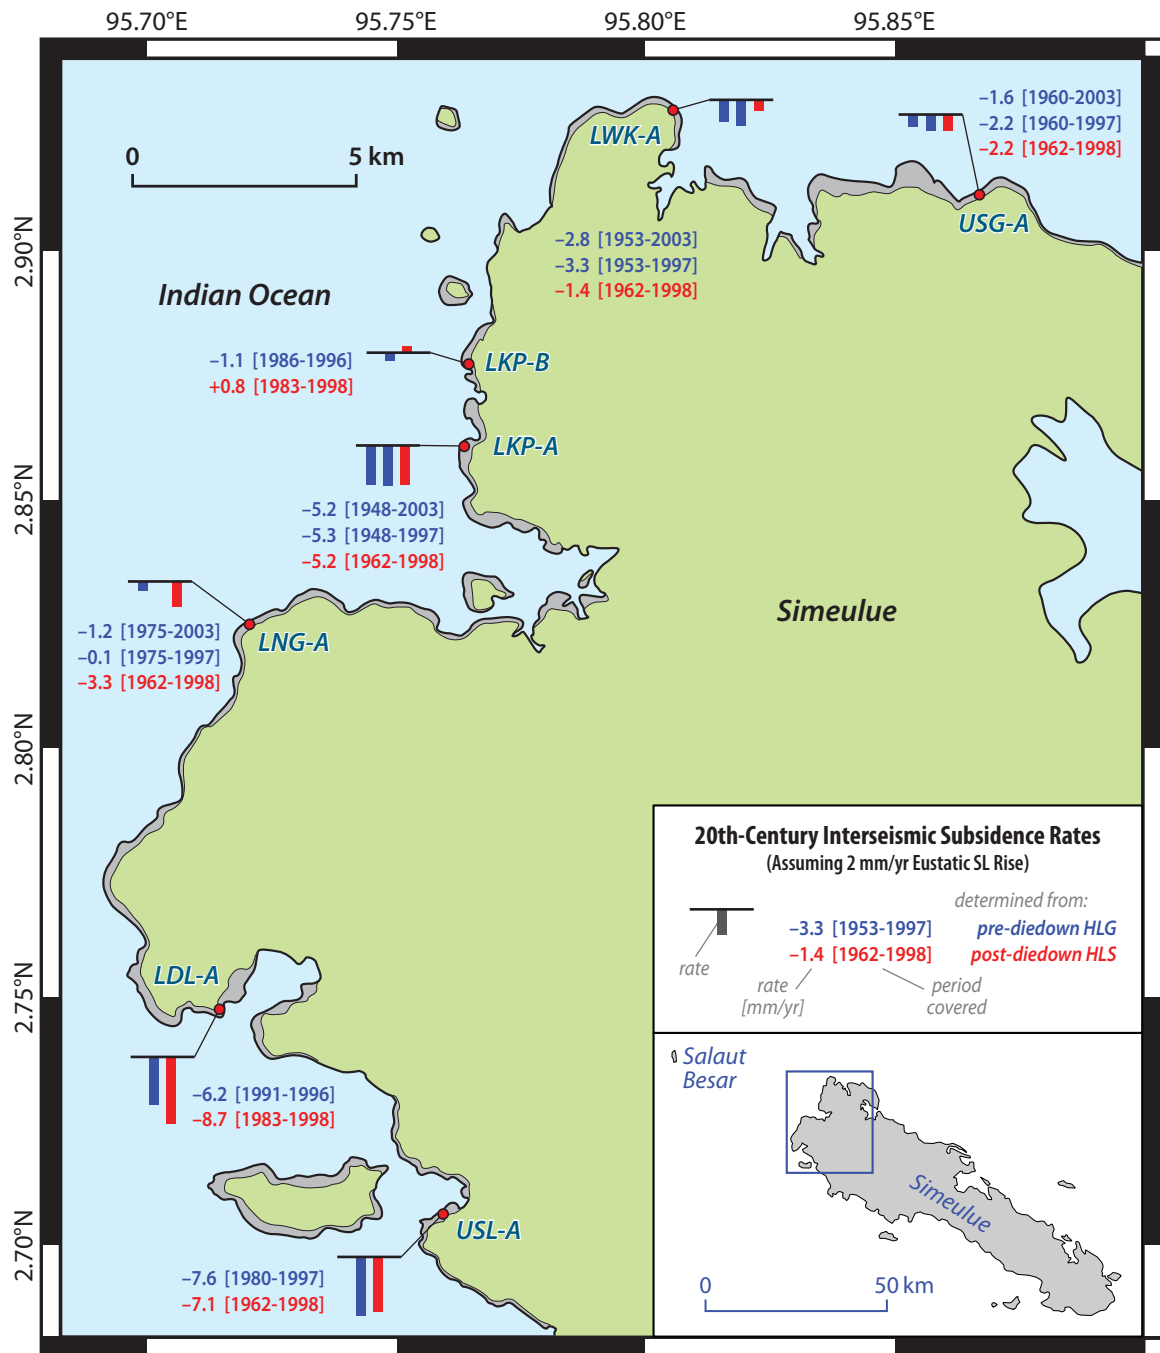 95.70°E
95.75°E
95.80°E
95.85°E
–1.6 [1960-2003]
–2.2 [1960-1997]
–2.2 [1962-1998]
LWK-A
0
5 km
USG-A
2.90°N
–2.8 [1953-2003]
–3.3 [1953-1997]
–1.4 [1962-1998]
Indian Ocean
–1.1 [1986-1996]
+0.8 [1983-1998]
LKP-B
LKP-A
2.85°N
–5.2 [1948-2003]
–5.3 [1948-1997]
–5.2 [1962-1998]
Simeulue
–1.2 [1975-2003]
–0.1 [1975-1997]
–3.3 [1962-1998]
LNG-A
2.80°N
20th-Century Interseismic Subsidence Rates
(Assuming 2 mm/yr Eustatic SL Rise)
determined from:
–3.3 [1953-1997] pre-diedown HLG
–1.4 [1962-1998] post-diedown HLS
rate
rate
[mm/yr]
period
covered
LDL-A
2.75°N
–6.2 [1991-1996]
–8.7 [1983-1998]
Salaut
Besar
Simeulue
USL-A
2.70°N
–7.6 [1980-1997]
–7.1 [1962-1998]
0
50 km